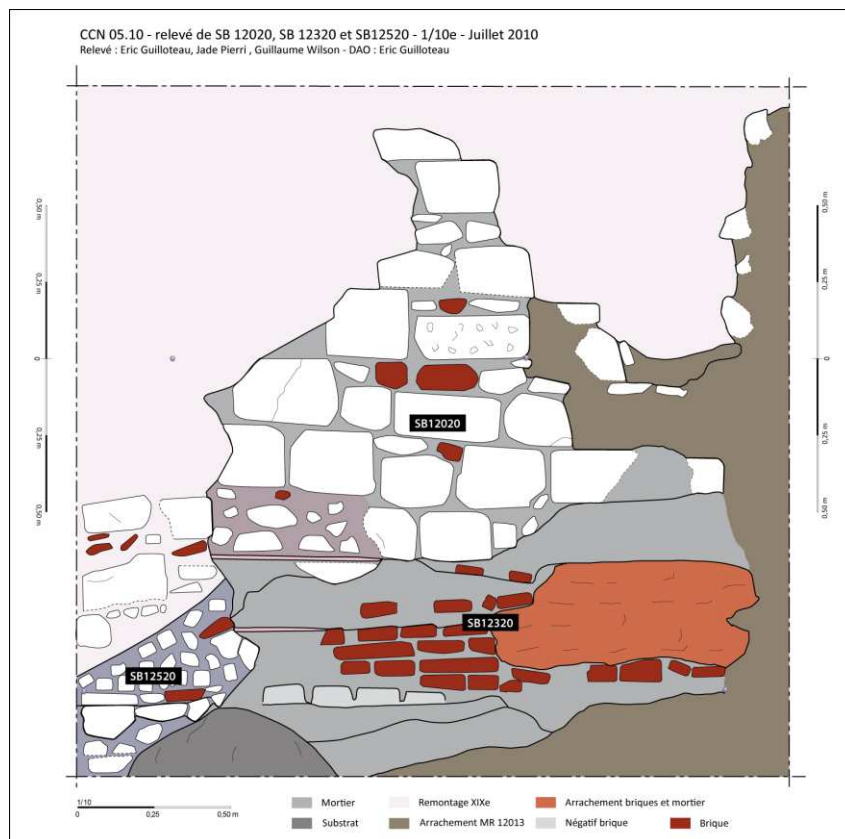 CCN 05.10 - relevé de SB 12020, SB 12320 et SB12520 - 1/10e - Juillet 2010
Relevé : Eric Guilloteau, Jade Pierri , Guillaume Wilson - DAO : Eric Guilloteau
0,50 m
0,50 m
0,25 m
0,25 m
0
0
SB12020
0,25 m
0,25 m
0,50 m
0,50 m
SB12320
SB12520
1/10
0
0,25
0,50 m
Mortier
Remontage XIXe
Arrachement briques et mortier
Substrat
Arrachement MR 12013
Négatif brique
Brique